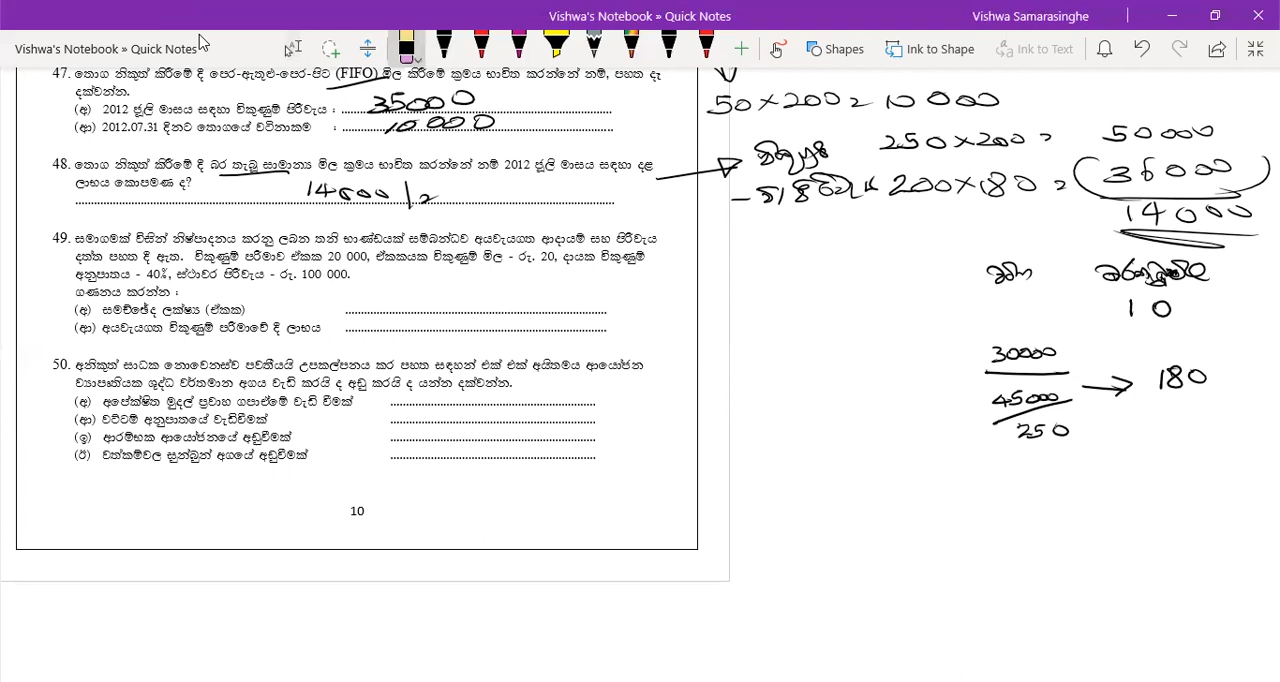 Vishwa's Notebook » Quick Notes
Vishwa Samarasinghe
Vishwa's Notebook » Quick Notes
Shapes
Ink to Shape
Ink to Text
47. තොග නිකුත් කිරීමේ දී පෙර-ඇතුළු-පෙර-පිට (FIFO) මිල කිරීමේ ක්‍රමය භාවිත කරන්නේ නම්, පහත දෑ
දක්වන්න.
(අ) 2012 ජූලි මාසය සඳහා විකුණුම් පිරිවැය : 35000
(ආ) 2012.07.31 දිනට තොගයේ වටිනාකම : 10000
48. තොග නිකුත් කිරීමේ දී බර තැබූ සාමාන්‍ය මිල ක්‍රමය භාවිත කරන්නේ නම් 2012 ජූලි මාසය සඳහා දළ
ලාභය කොපමණ ද?
14000/=
49. සමාගමක් විසින් නිෂ්පාදනය කරනු ලබන තනි භාණ්ඩයක් සම්බන්ධව අයවැයගත ආදායම් සහ පිරිවැය
දත්ත පහත දී ඇත. විකුණුම් පරිමාව ඒකක 20 000, ඒකකයක විකුණුම් මිල - රු. 20, දායක විකුණුම්
අනුපාතය - 40%, ස්ථාවර පිරිවැය - රු. 100 000.
ගණනය කරන්න :
(අ) සමච්ඡේද ලක්ෂ්‍ය (ඒකක)
(ආ) අයවැයගත විකුණුම් පරිමාවේ දී ලාභය
50. අනිකුත් සාධක නොවෙනස්ව පවතීයයි උපකල්පනය කර පහත සඳහන් එක් එක් අයිතමය ආයෝජන
ව්‍යාපෘතියක ශුද්ධ වර්තමාන අගය වැඩි කරයි ද අඩු කරයි ද යන්න දක්වන්න.
(අ) අපේක්ෂිත මුදල් ප්‍රවාහ ගපාඒමේ වැඩි වීමක්
(ආ) වට්ටම් අනුපාතයේ වැඩිවීමක්
(ඉ) ආරම්භක ආයෝජනයේ අඩුවීමක්
(ඊ) වත්කම්වල සුන්බුන් අගයේ අඩුවීමක්
10
50 × 200 = 10 000
250 × 200 = 50000
200 × 180 = (36000)
14000
10
30000
45000 → 180
250